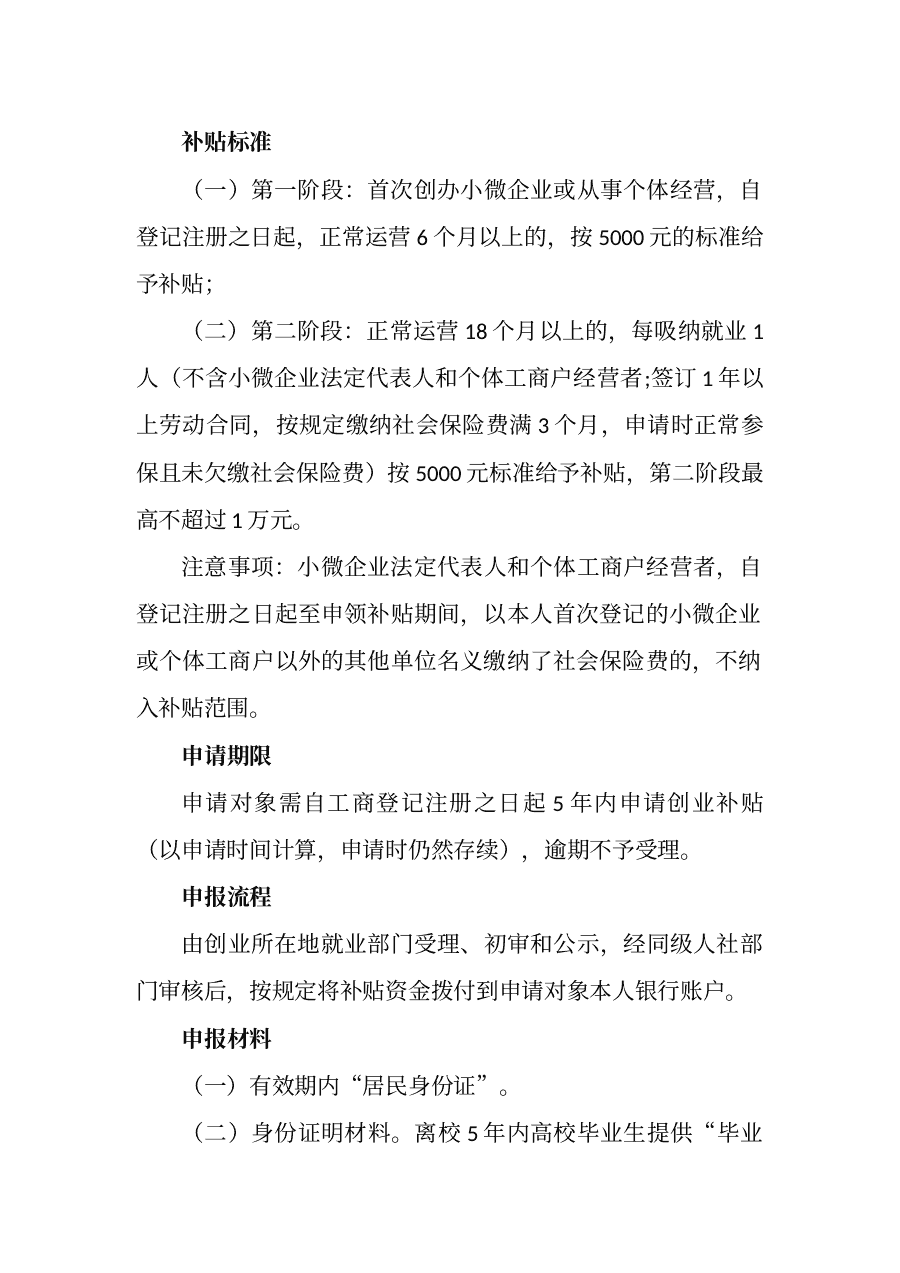 补贴标准
（一）第一阶段：首次创办小微企业或从事个体经营，自
登记注册之日起，正常运营 6 个月以上的，按 5000 元的标准给
予补贴；
（二）第二阶段：正常运营 18 个月以上的，每吸纳就业 1
人（不含小微企业法定代表人和个体工商户经营者;签订 1 年以
上劳动合同，按规定缴纳社会保险费满 3 个月，申请时正常参
保且未欠缴社会保险费）按 5000 元标准给予补贴，第二阶段最
高不超过 1 万元。
注意事项：小微企业法定代表人和个体工商户经营者，自
登记注册之日起至申领补贴期间，以本人首次登记的小微企业
或个体工商户以外的其他单位名义缴纳了社会保险费的，不纳
入补贴范围。
申请期限
申请对象需自工商登记注册之日起 5 年内申请创业补贴
（以申请时间计算，申请时仍然存续），逾期不予受理。
申报流程
由创业所在地就业部门受理、初审和公示，经同级人社部
门审核后，按规定将补贴资金拨付到申请对象本人银行账户。
申报材料
（一）有效期内“居民身份证”。
（二）身份证明材料。离校 5 年内高校毕业生提供“毕业